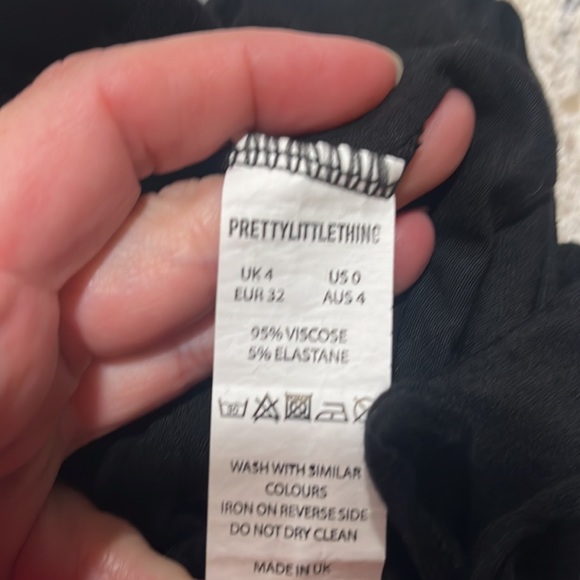 PRETTYLITTLETHING
UK 4 US 0
EUR 32 AUS 4
95% VISCOSE
5% ELASTANE
30
WASH WITH SIMILAR
COLOURS
IRON ON REVERSE SIDE
DO NOT DRY CLEAN
MADE IN UK